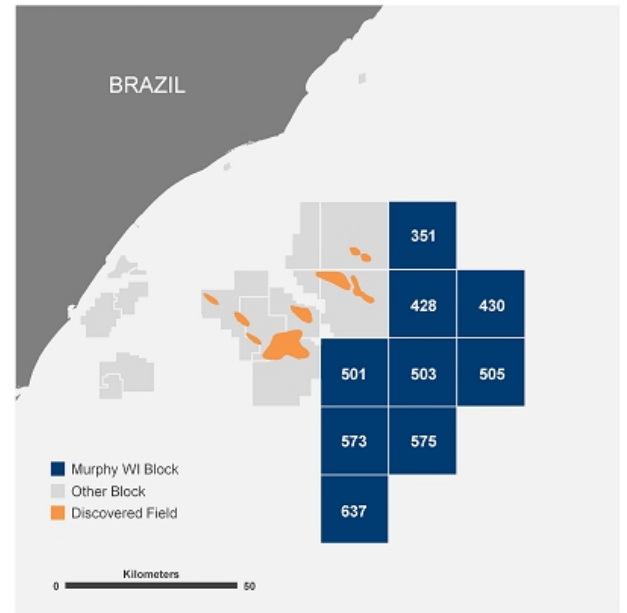 BRAZIL
351
428 430
501 503 505
573 575
637
Murphy WI Block
Other Block
Discovered Field
Kilometers
0 50